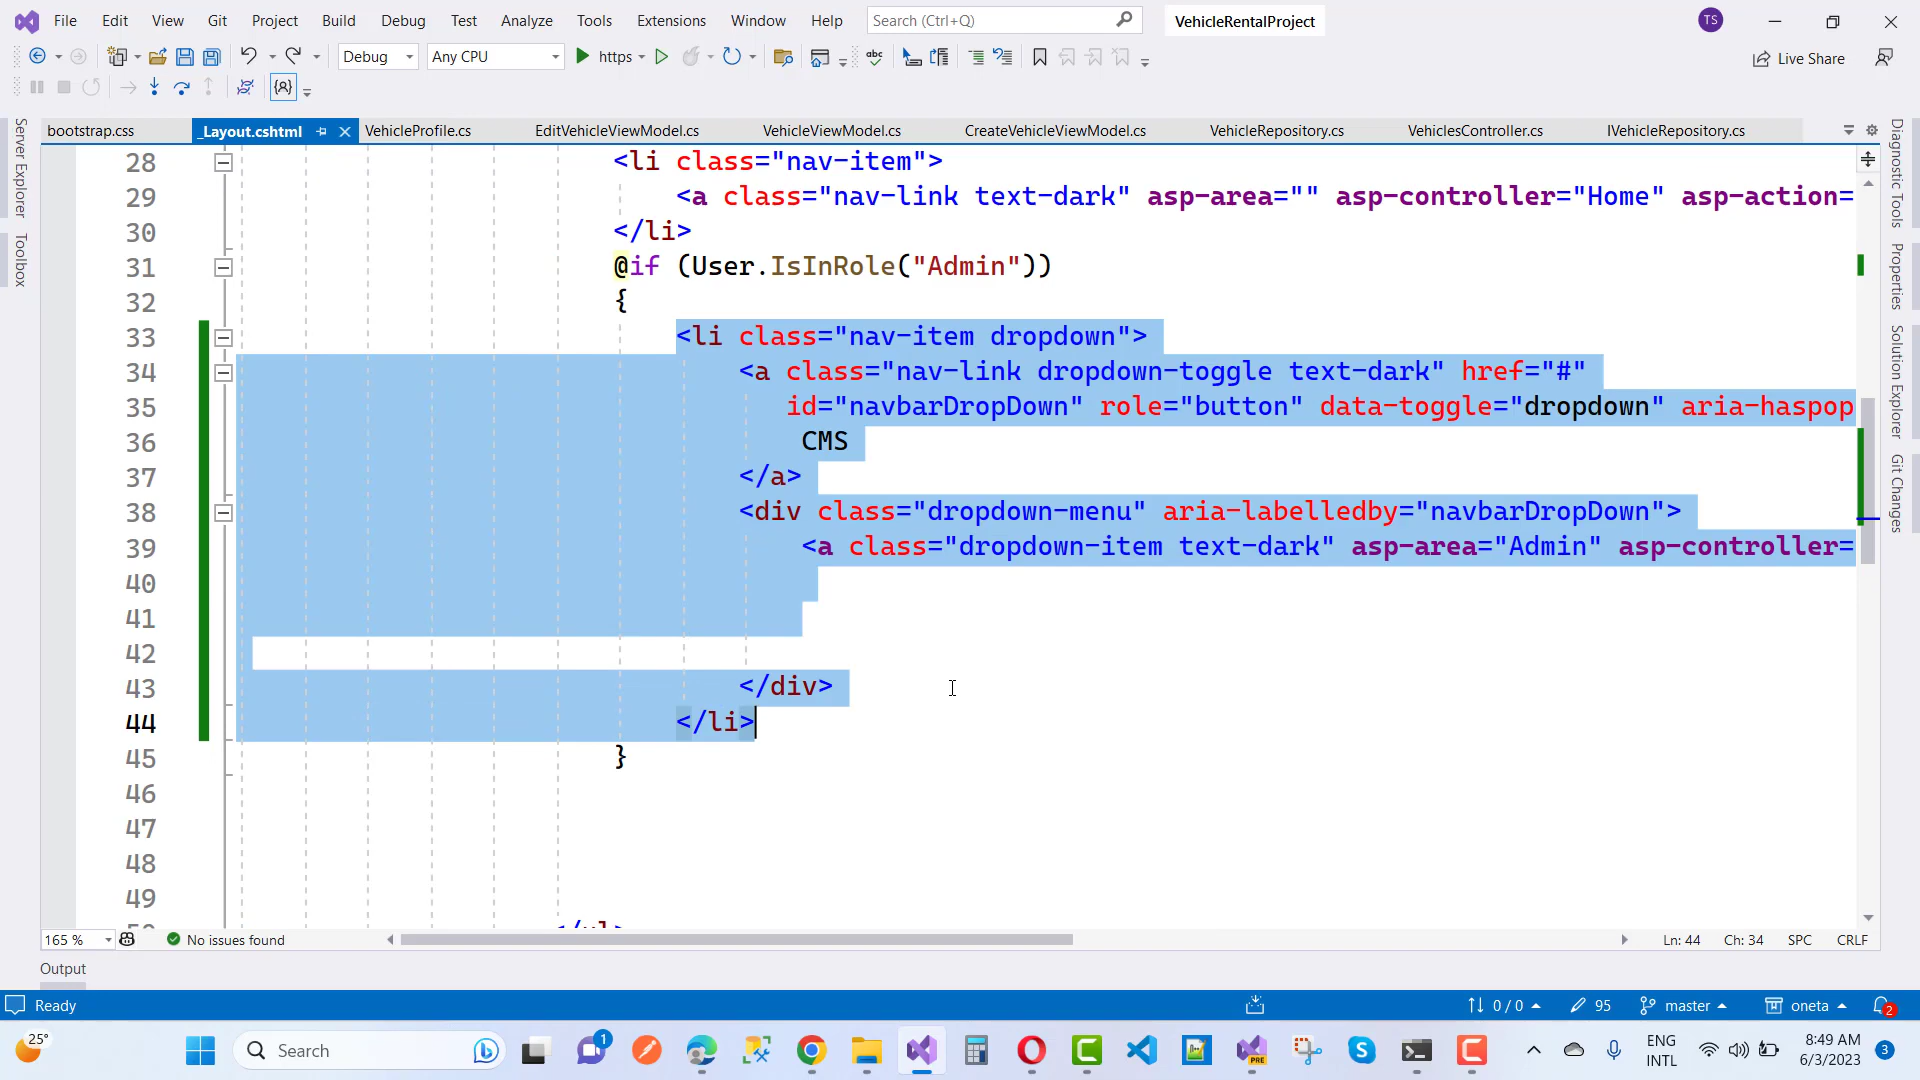 File Edit View Git Project Build Debug Test Analyze Tools Extensions Window Help Search (Ctrl+Q) VehicleRentalProject TS
Debug Any CPU https abc Live Share
bootstrap.css _Layout.cshtml VehicleProfile.cs EditVehicleViewModel.cs VehicleViewModel.cs CreateVehicleViewModel.cs VehicleRepository.cs VehiclesController.cs IVehicleRepository.cs
Server Explorer
Toolbox
28 <li class="nav-item">
29 <a class="nav-link text-dark" asp-area="" asp-controller="Home" asp-action=
30 </li>
31 @if (User.IsInRole("Admin"))
32 {
33 <li class="nav-item dropdown">
34 <a class="nav-link dropdown-toggle text-dark" href="#"
35 id="navbarDropDown" role="button" data-toggle="dropdown" aria-haspop
36 CMS
37 </a>
38 <div class="dropdown-menu" aria-labelledby="navbarDropDown">
39 <a class="dropdown-item text-dark" asp-area="Admin" asp-controller=
40
41
42
43 </div>
44 </li>
45 }
46
47
48
49
Diagnostic Tools
Properties
Solution Explorer
Git Changes
165 % No issues found Ln: 44 Ch: 34 SPC CRLF
Output
Ready 0 / 0 95 master oneta 2
25° Search 1 PRE ENG INTL 8:49 AM 6/3/2023 3